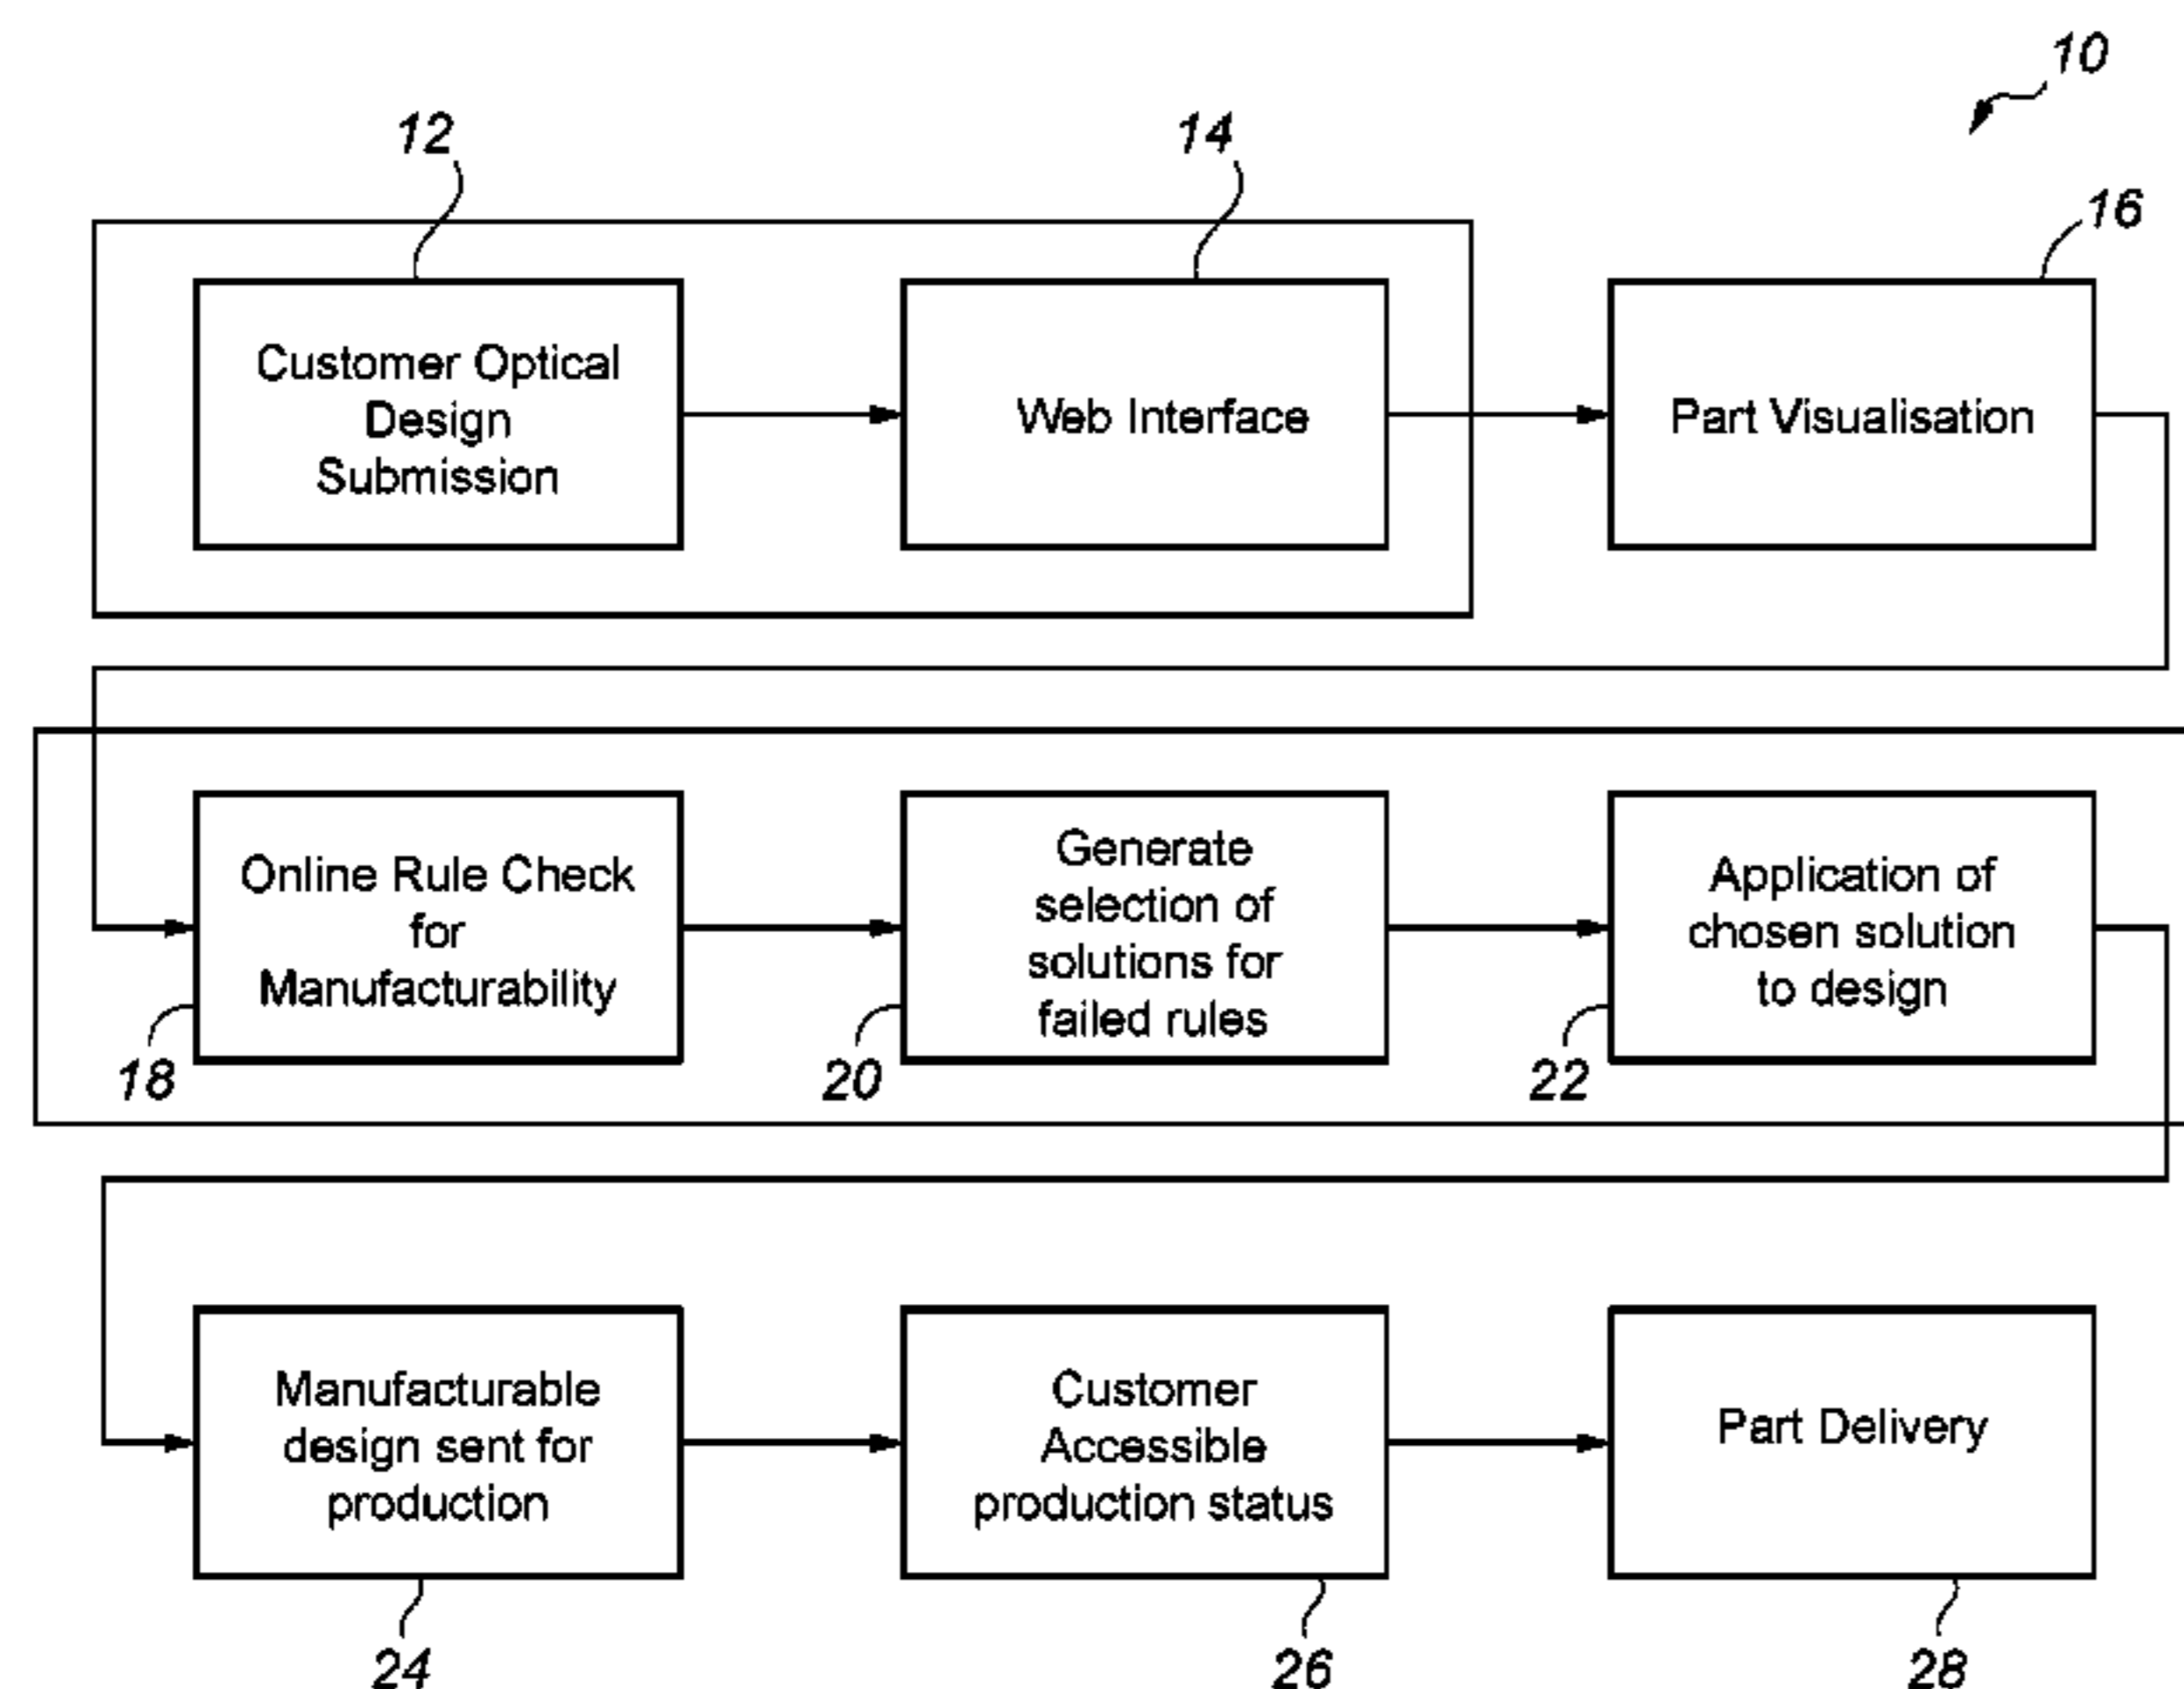 10
12
14
16
Customer Optical
Design
Submission
Web Interface
Part Visualisation
Online Rule Check
for
Manufacturability
18
Generate
selection of
solutions for
failed rules
20
Application of
chosen solution
to design
22
Manufacturable
design sent for
production
24
Customer
Accessible
production status
26
Part Delivery
28